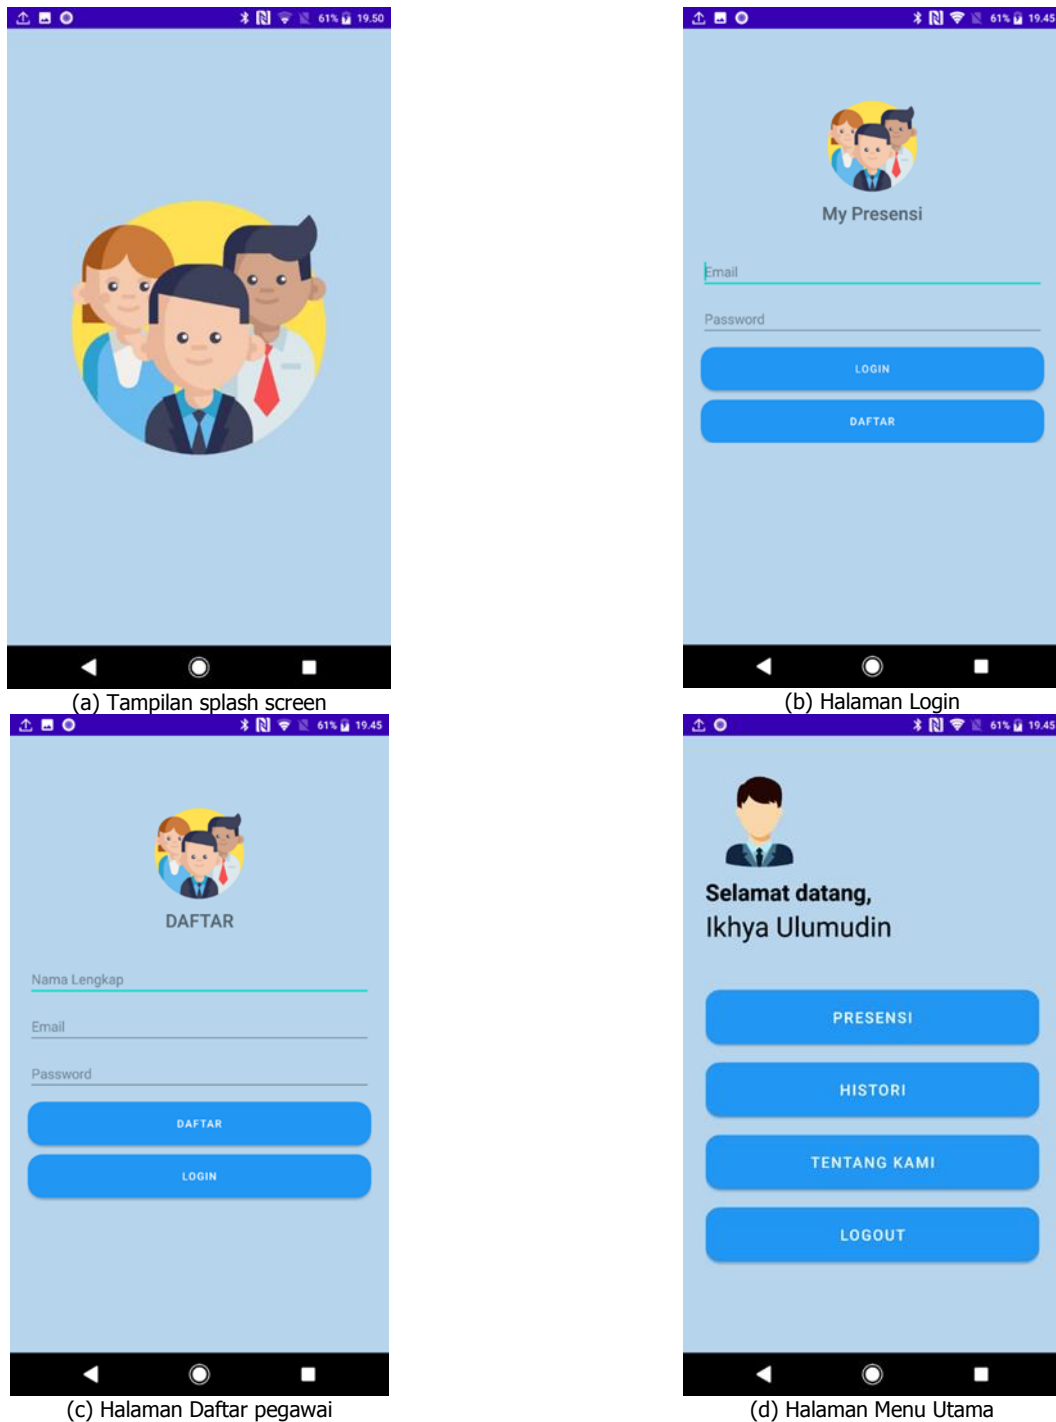 61% 19.50
(a) Tampilan splash screen
61% 19.45
My Presensi
Email
Password
LOGIN
DAFTAR
(b) Halaman Login
61% 19.45
DAFTAR
Nama Lengkap
Email
Password
DAFTAR
LOGIN
(c) Halaman Daftar pegawai
61% 19.45
Selamat datang,
Ikhya Ulumudin
PRESENSI
HISTORI
TENTANG KAMI
LOGOUT
(d) Halaman Menu Utama